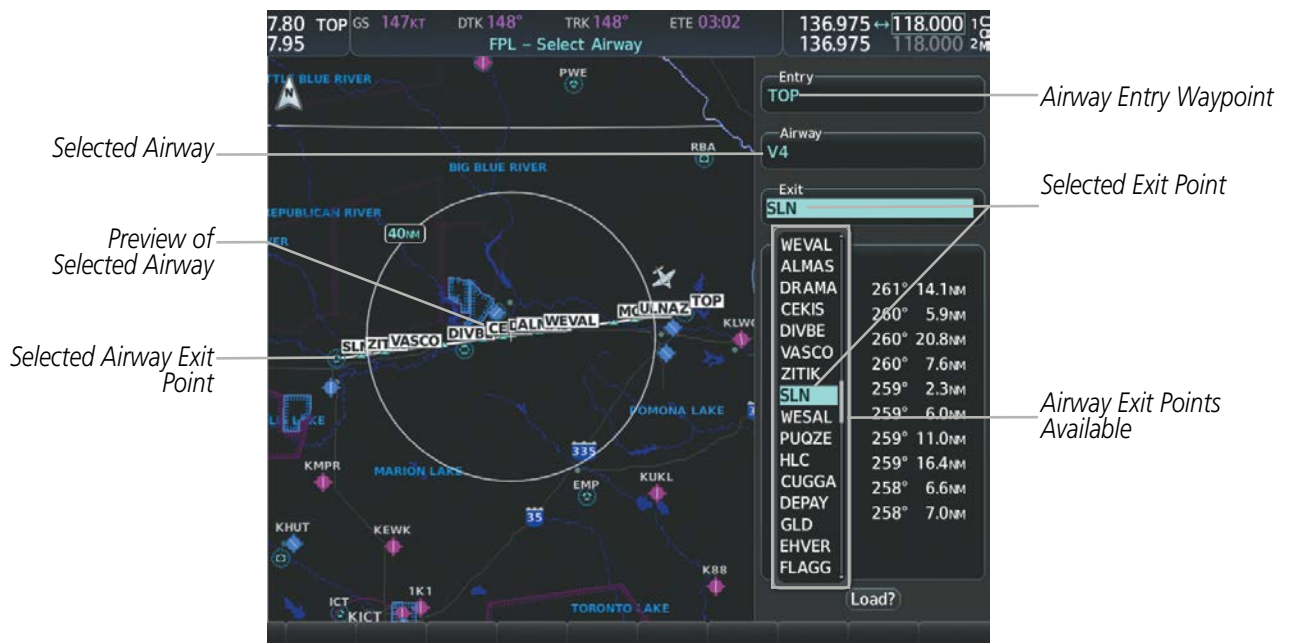 7.80 TOP GS 147KT DTK 148° TRK 148° ETE 03:02 136.975 ↔ 118.000 1
7.95 FPL – Select Airway 136.975 118.000 2
BLUE RIVER
N
PWE
RBA
BIG BLUE RIVER
REPUBLICAN RIVER
40NM
TOP
WEVAL
DIVB
VASCO
ZIT
KLW
POMONA LAKE
335
KMPR
MARION LAKE
EMP
KUKL
35
KHUT
KEWK
K88
1K1
ICT
KICT
TORONTO LAKE
Entry
TOP
Airway
V4
Exit
SLN
WEVAL
ALMAS
DRAMA 261° 14.1NM
CEKIS 260° 5.9NM
DIVBE 260° 20.8NM
VASCO 260° 7.6NM
ZITIK
SLN 259° 2.3NM
WESAL 259° 6.0NM
PUQZE 259° 11.0NM
HLC 259° 16.4NM
CUGGA 258° 6.6NM
DEPAY 258° 7.0NM
GLD
EHVER
FLAGG
Load?
Selected Airway
Preview of
Selected Airway
Selected Airway Exit
Point
Airway Entry Waypoint
Selected Exit Point
Airway Exit Points
Available